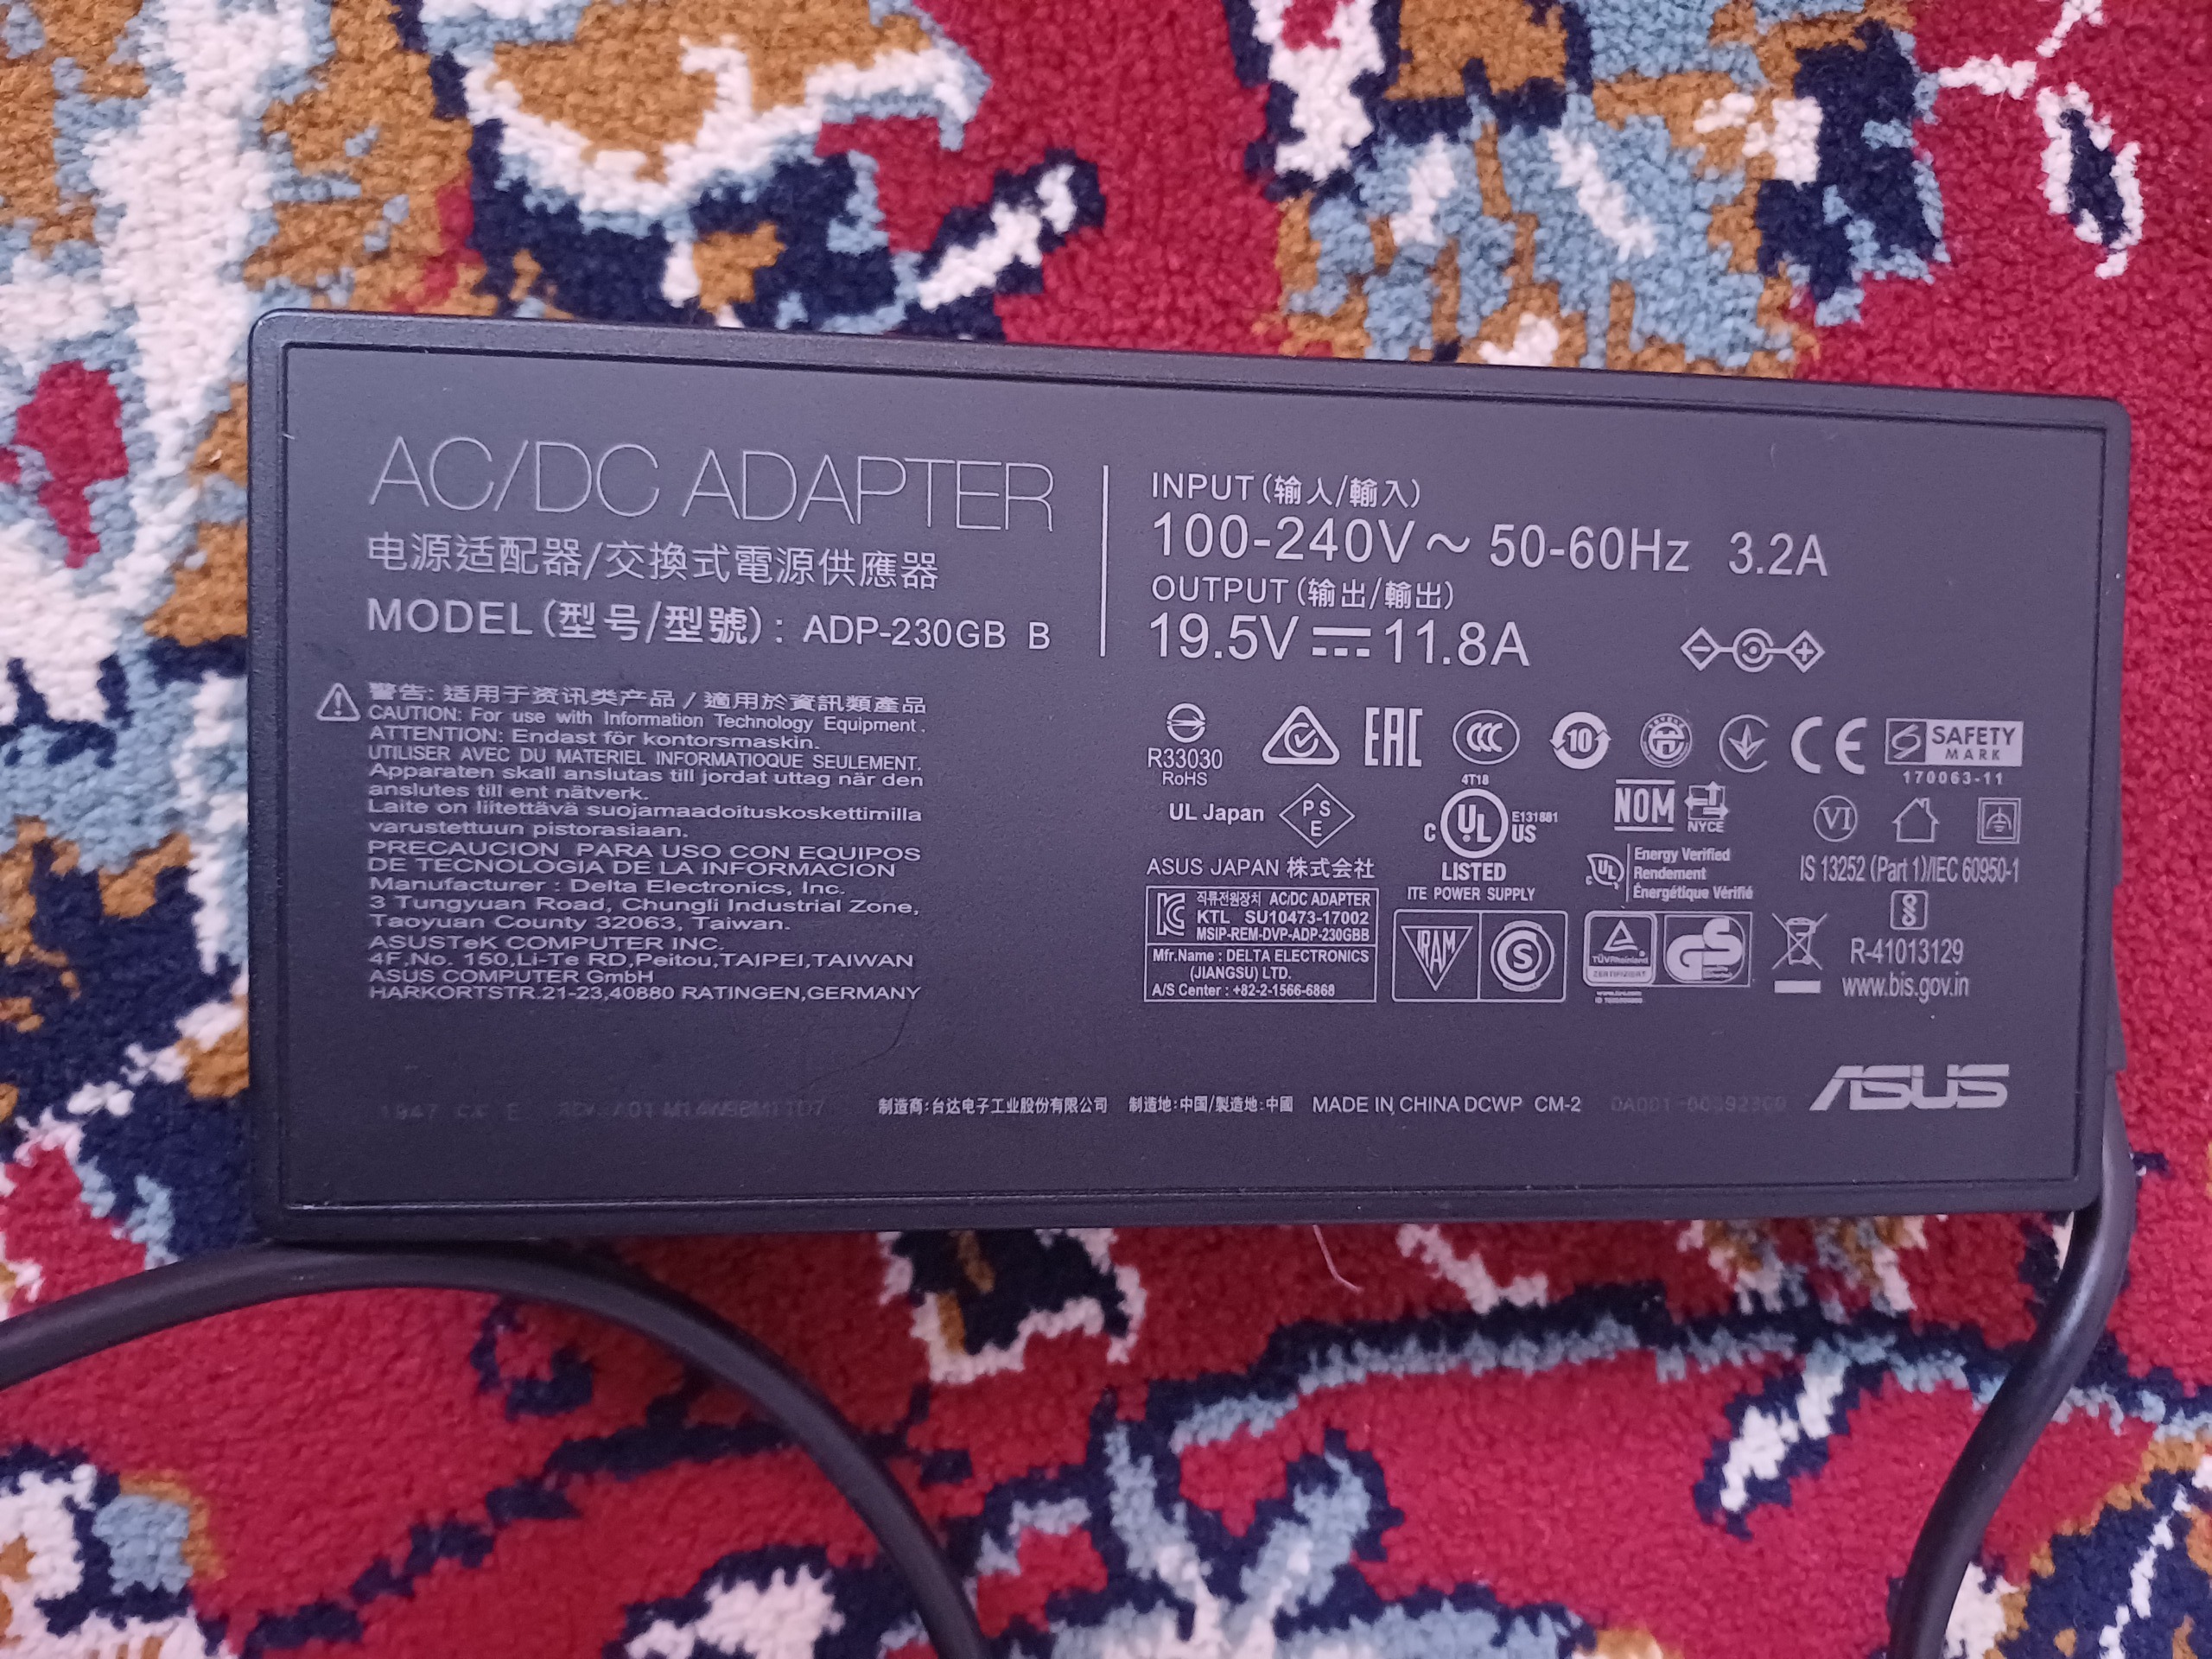 AC/DC ADAPTER
电源适配器/交換式電源供應器
MODEL (型号/型號) : ADP-230GB B
警告: 适用于资讯类产品 / 適用於資訊類產品
CAUTION: For use with Information Technology Equipment.
ATTENTION: Endast för kontorsmaskin.
UTILISER AVEC DU MATERIEL INFORMATIOQUE SEULEMENT.
Apparaten skall anslutas till jordat uttag när den
anslutes till ent nätverk.
Laite on liitettävä suojamaadoituskoskettimilla
varustettuun pistorasiaan.
PRECAUCION PARA USO CON EQUIPOS
DE TECNOLOGIA DE LA INFORMACION
Manufacturer : Delta Electronics, Inc.
3 Tungyuan Road, Chungli Industrial Zone,
Taoyuan County 32063, Taiwan.
ASUSTeK COMPUTER INC.
4F,No. 150,Li-Te RD,Peitou,TAIPEI,TAIWAN
ASUS COMPUTER GmbH
HARKORTSTR.21-23,40880 RATINGEN,GERMANY
INPUT (输入/輸入)
100-240V ~ 50-60Hz 3.2A
OUTPUT (输出/輸出)
19.5V ⎓ 11.8A
R33030
RoHS
EAC
CCC
10
CE
SAFETY
MARK
170063-11
UL Japan
PS
E
4T18
c UL US
E131881
LISTED
ITE POWER SUPPLY
NOM
NYCE
VI
ASUS JAPAN 株式会社
c UL
Energy Verified
Rendement
Énergétique Vérifié
IS 13252 (Part 1)/IEC 60950-1
직류전원장치 AC/DC ADAPTER
KTL SU10473-17002
MSIP-REM-DVP-ADP-230GBB
Mfr.Name : DELTA ELECTRONICS
(JIANGSU) LTD.
A/S Center : +82-2-1566-6868
IRAM
S
TÜVRheinland
ZERTIFIZIERT
GS
R-41013129
www.bis.gov.in
制造商:台达电子工业股份有限公司 制造地:中国/製造地:中國 MADE IN CHINA DCWP CM-2
ASUS